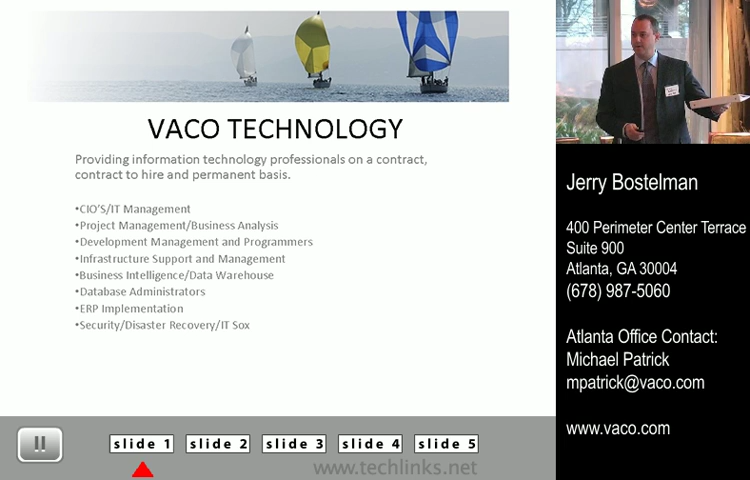 VACO TECHNOLOGY
Providing information technology professionals on a contract,
contract to hire and permanent basis.
•CIO'S/IT Management
•Project Management/Business Analysis
•Development Management and Programmers
•Infrastructure Support and Management
•Business Intelligence/Data Warehouse
•Database Administrators
•ERP Implementation
•Security/Disaster Recovery/IT Sox
slide 1 slide 2 slide 3 slide 4 slide 5
www.techlinks.net
Jerry Bostelman
400 Perimeter Center Terrace
Suite 900
Atlanta, GA 30004
(678) 987-5060
Atlanta Office Contact:
Michael Patrick
mpatrick@vaco.com
www.vaco.com